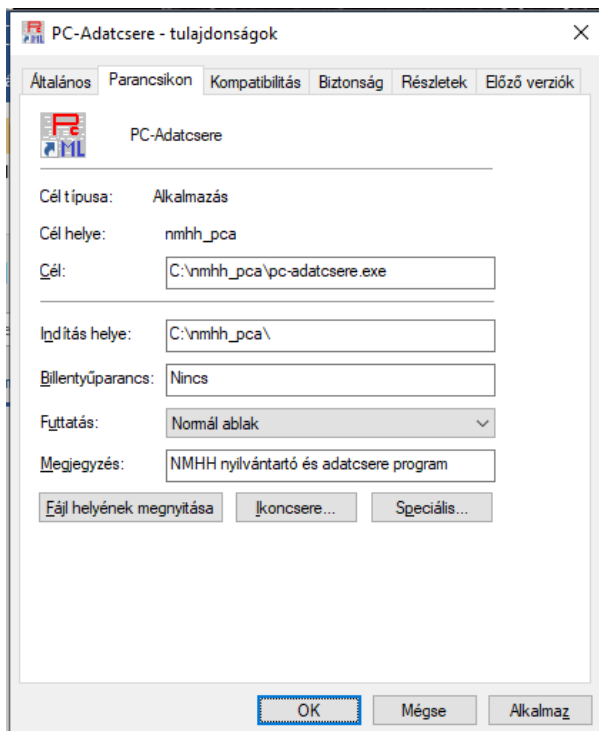 PC-Adatcsere - tulajdonságok
Általános Parancsikon Kompatibilitás Biztonság Részletek Előző verziók
PC-Adatcsere
Cél típusa: Alkalmazás
Cél helye: nmhh_pca
Cél: C:\nmhh_pca\pc-adatcsere.exe
Indítás helye: C:\nmhh_pca\
Billentyűparancs: Nincs
Futtatás: Normál ablak
Megjegyzés: NMHH nyilvántartó és adatcsere program
Fájl helyének megnyitása Ikoncsere... Speciális...
OK Mégse Alkalmaz